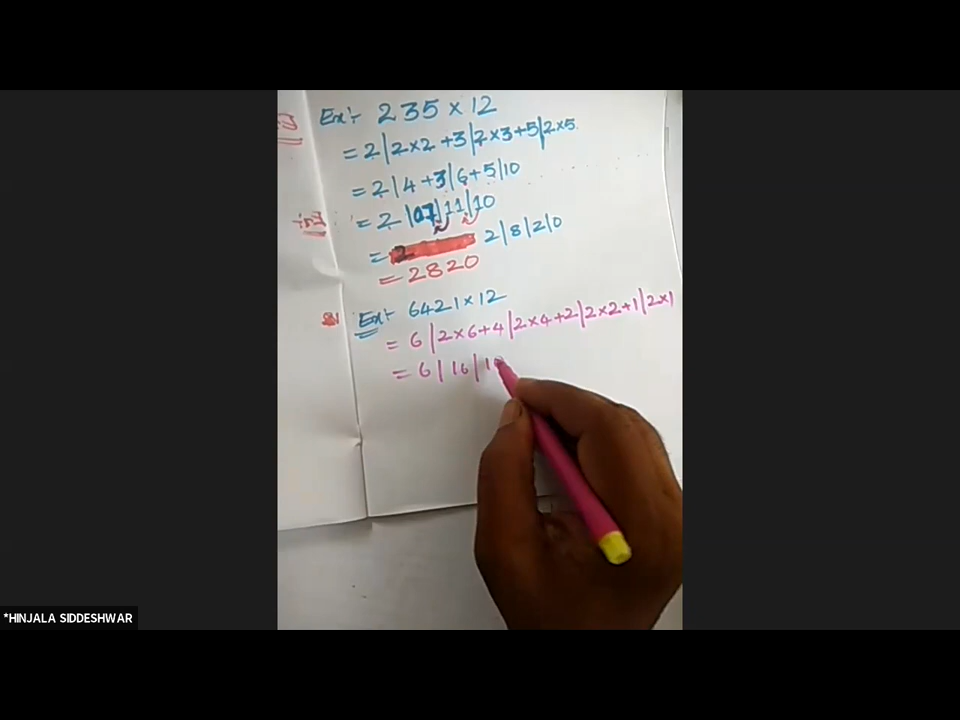 Ex:- 235 × 12
= 2|2×2+3|2×3+5|2×5
= 2|4+3|6+5|10
= 2|07|11|10
= 2|8|2|0
= 2820
Ex:- 6421×12
= 6|2×6+4|2×4+2|2×2+1|2×1
= 6|16|10
*HINJALA SIDDESHWAR